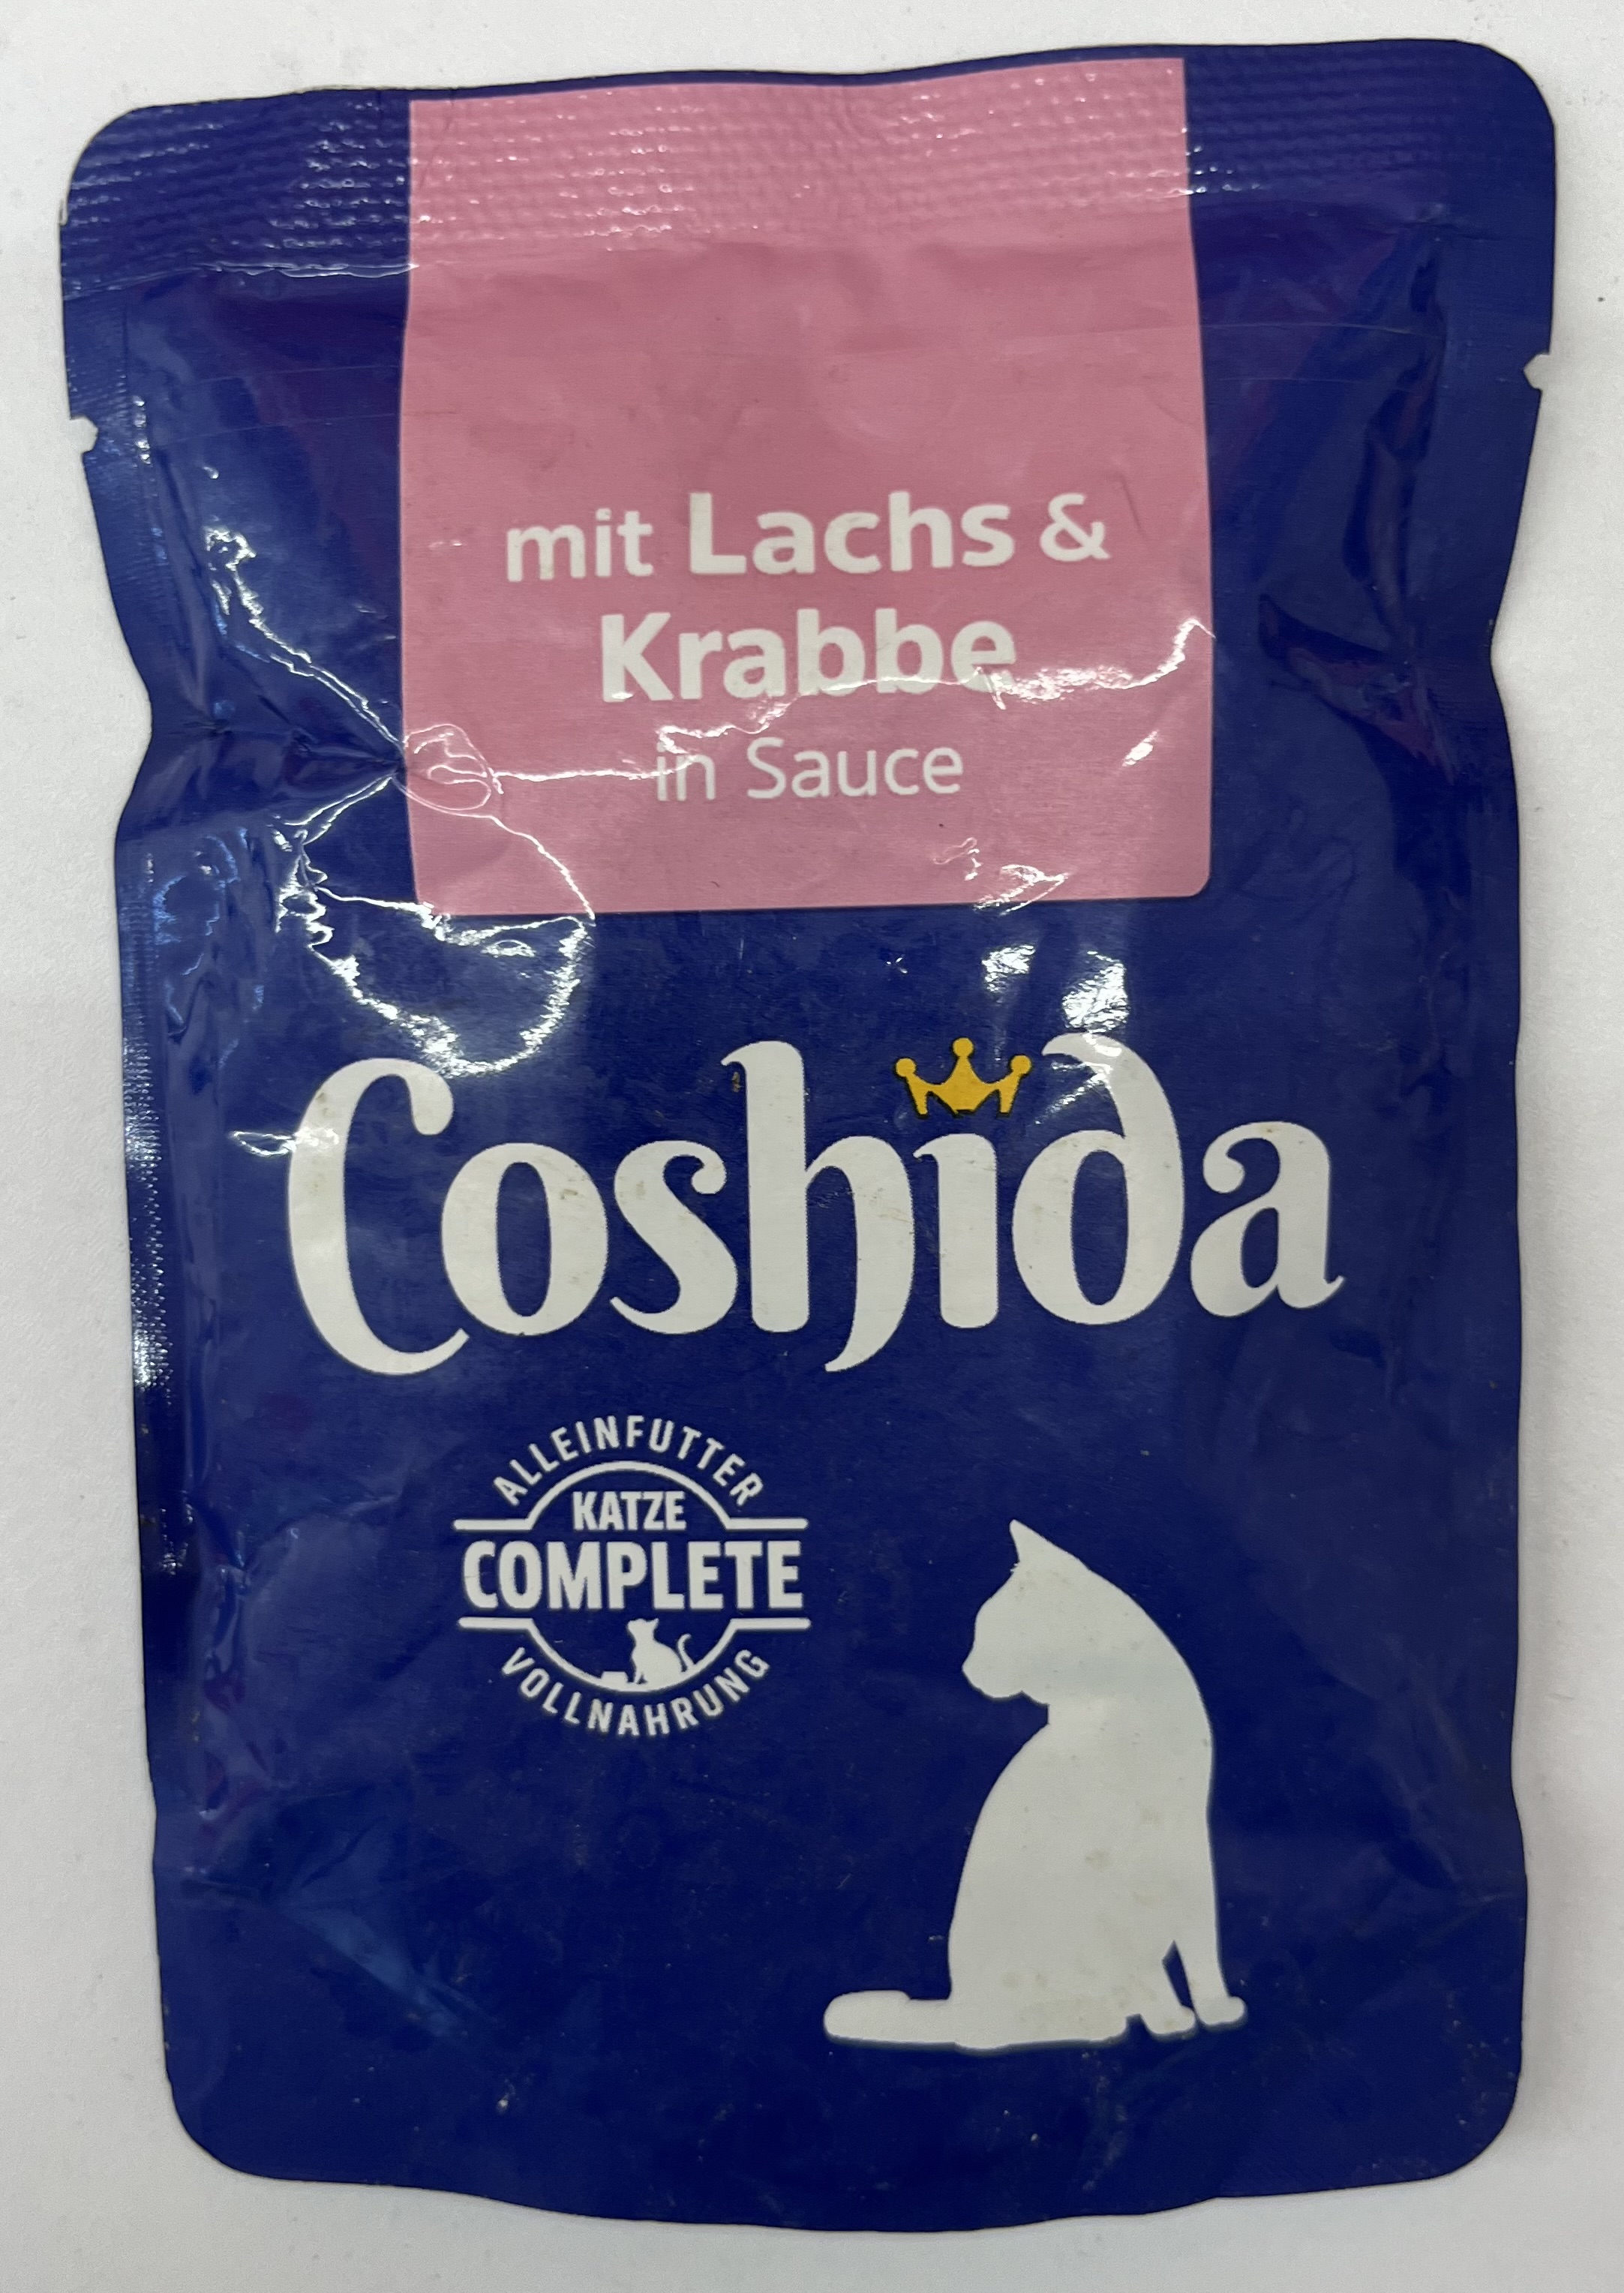 mit Lachs &
Krabbe
in Sauce
Coshida
ALLEINFUTTER
KATZE
COMPLETE
VOLLNAHRUNG